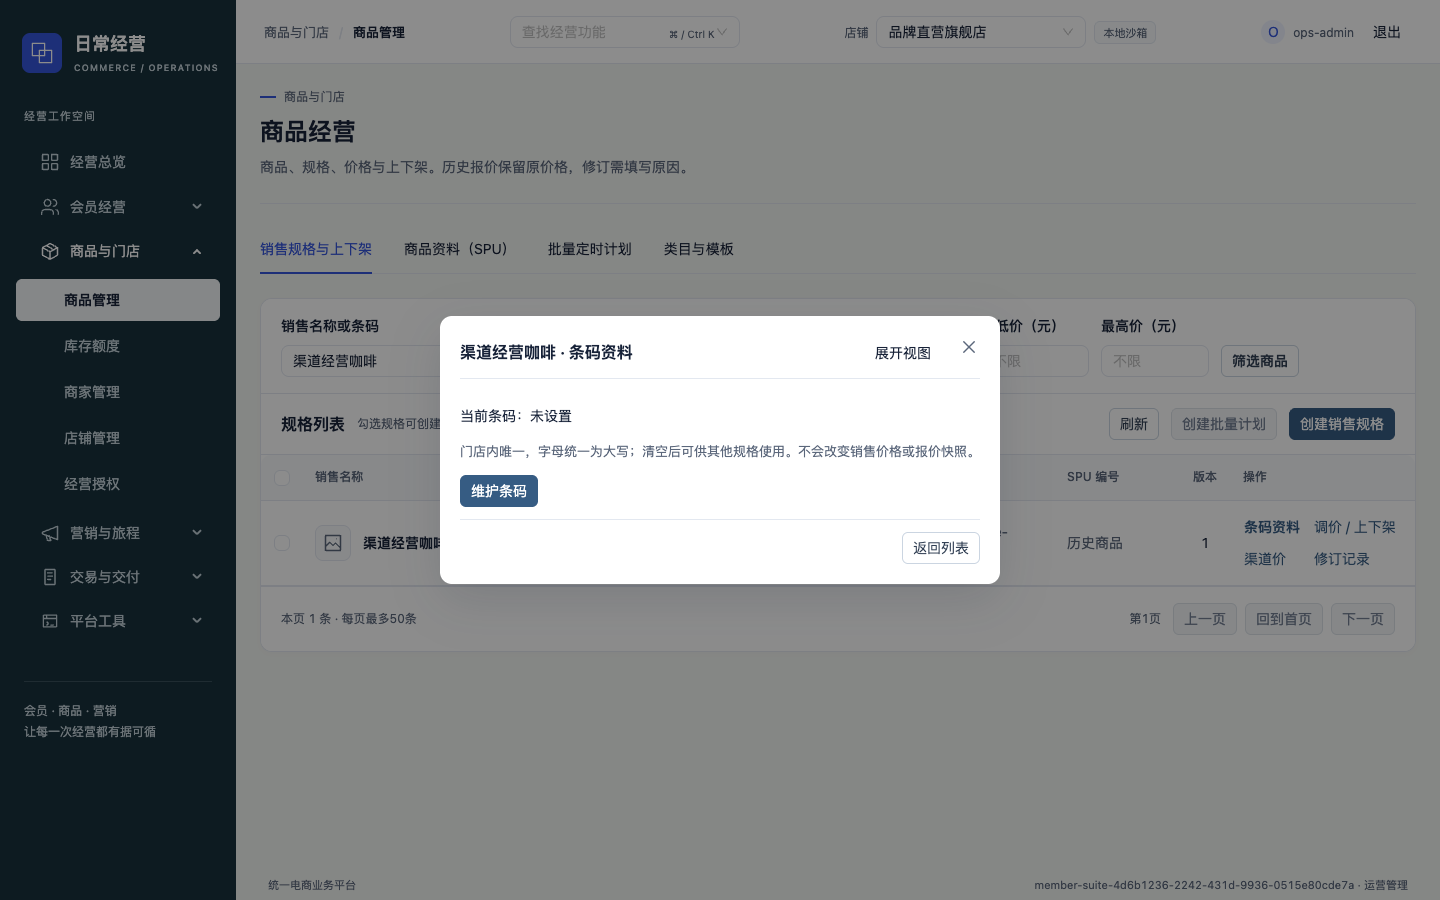 日常经营
COMMERCE / OPERATIONS
经营工作空间
经营总览
会员经营
商品与门店
商品管理
库存额度
商家管理
店铺管理
经营授权
营销与旅程
交易与交付
平台工具
会员 · 商品 · 营销
让每一次经营都有据可循
商品与门店 / 商品管理
查找经营功能 ⌘ / Ctrl K
店铺 品牌直营旗舰店 本地沙箱
O ops-admin 退出
商品与门店
商品经营
商品、规格、价格与上下架。历史报价保留原价格，修订需填写原因。
销售规格与上下架 商品资料（SPU） 批量定时计划 类目与模板
销售名称或条码 低价（元） 最高价（元）
渠道经营咖啡 不限 不限 筛选商品
规格列表 勾选规格可创建 刷新 创建批量计划 创建销售规格
销售名称 SPU 编号 版本 操作
渠道经营咖啡 历史商品 1 条码资料 调价 / 上下架
渠道价 修订记录
本页 1 条 · 每页最多50条 第1页 上一页 回到首页 下一页
渠道经营咖啡 · 条码资料 展开视图
当前条码：未设置
门店内唯一，字母统一为大写；清空后可供其他规格使用。不会改变销售价格或报价快照。
维护条码
返回列表
统一电商业务平台
member-suite-4d6b1236-2242-431d-9936-0515e80cde7a · 运营管理